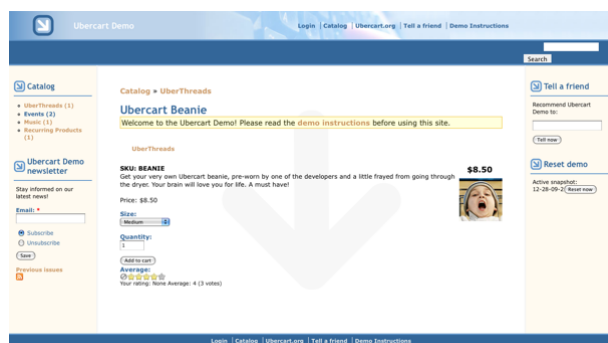 Ubercart Demo
Login | Catalog | Ubercart.org | Tell a friend | Demo Instructions
Search
Catalog
UberThreads (1)
Events (2)
Music (1)
Recurring Products
(1)
Ubercart Demo
newsletter
Stay informed on our
latest news!
Email: *
Subscribe
Unsubscribe
Save
Previous issues
Catalog » UberThreads
Ubercart Beanie
Welcome to the Ubercart Demo! Please read the demo instructions before using this site.
UberThreads
SKU: BEANIE
$8.50
Get your very own Ubercart beanie, pre-worn by one of the developers and a little frayed from going through
the dryer. Your brain will love you for life. A must have!
Price: $8.50
Size:
Medium
Quantity:
1
Add to cart
Average:
Your rating: None Average: 4 (3 votes)
Tell a friend
Recommend Ubercart
Demo to:
Tell now
Reset demo
Active snapshot:
12-28-09-2 Reset now
Login | Catalog | Ubercart.org | Tell a friend | Demo Instructions